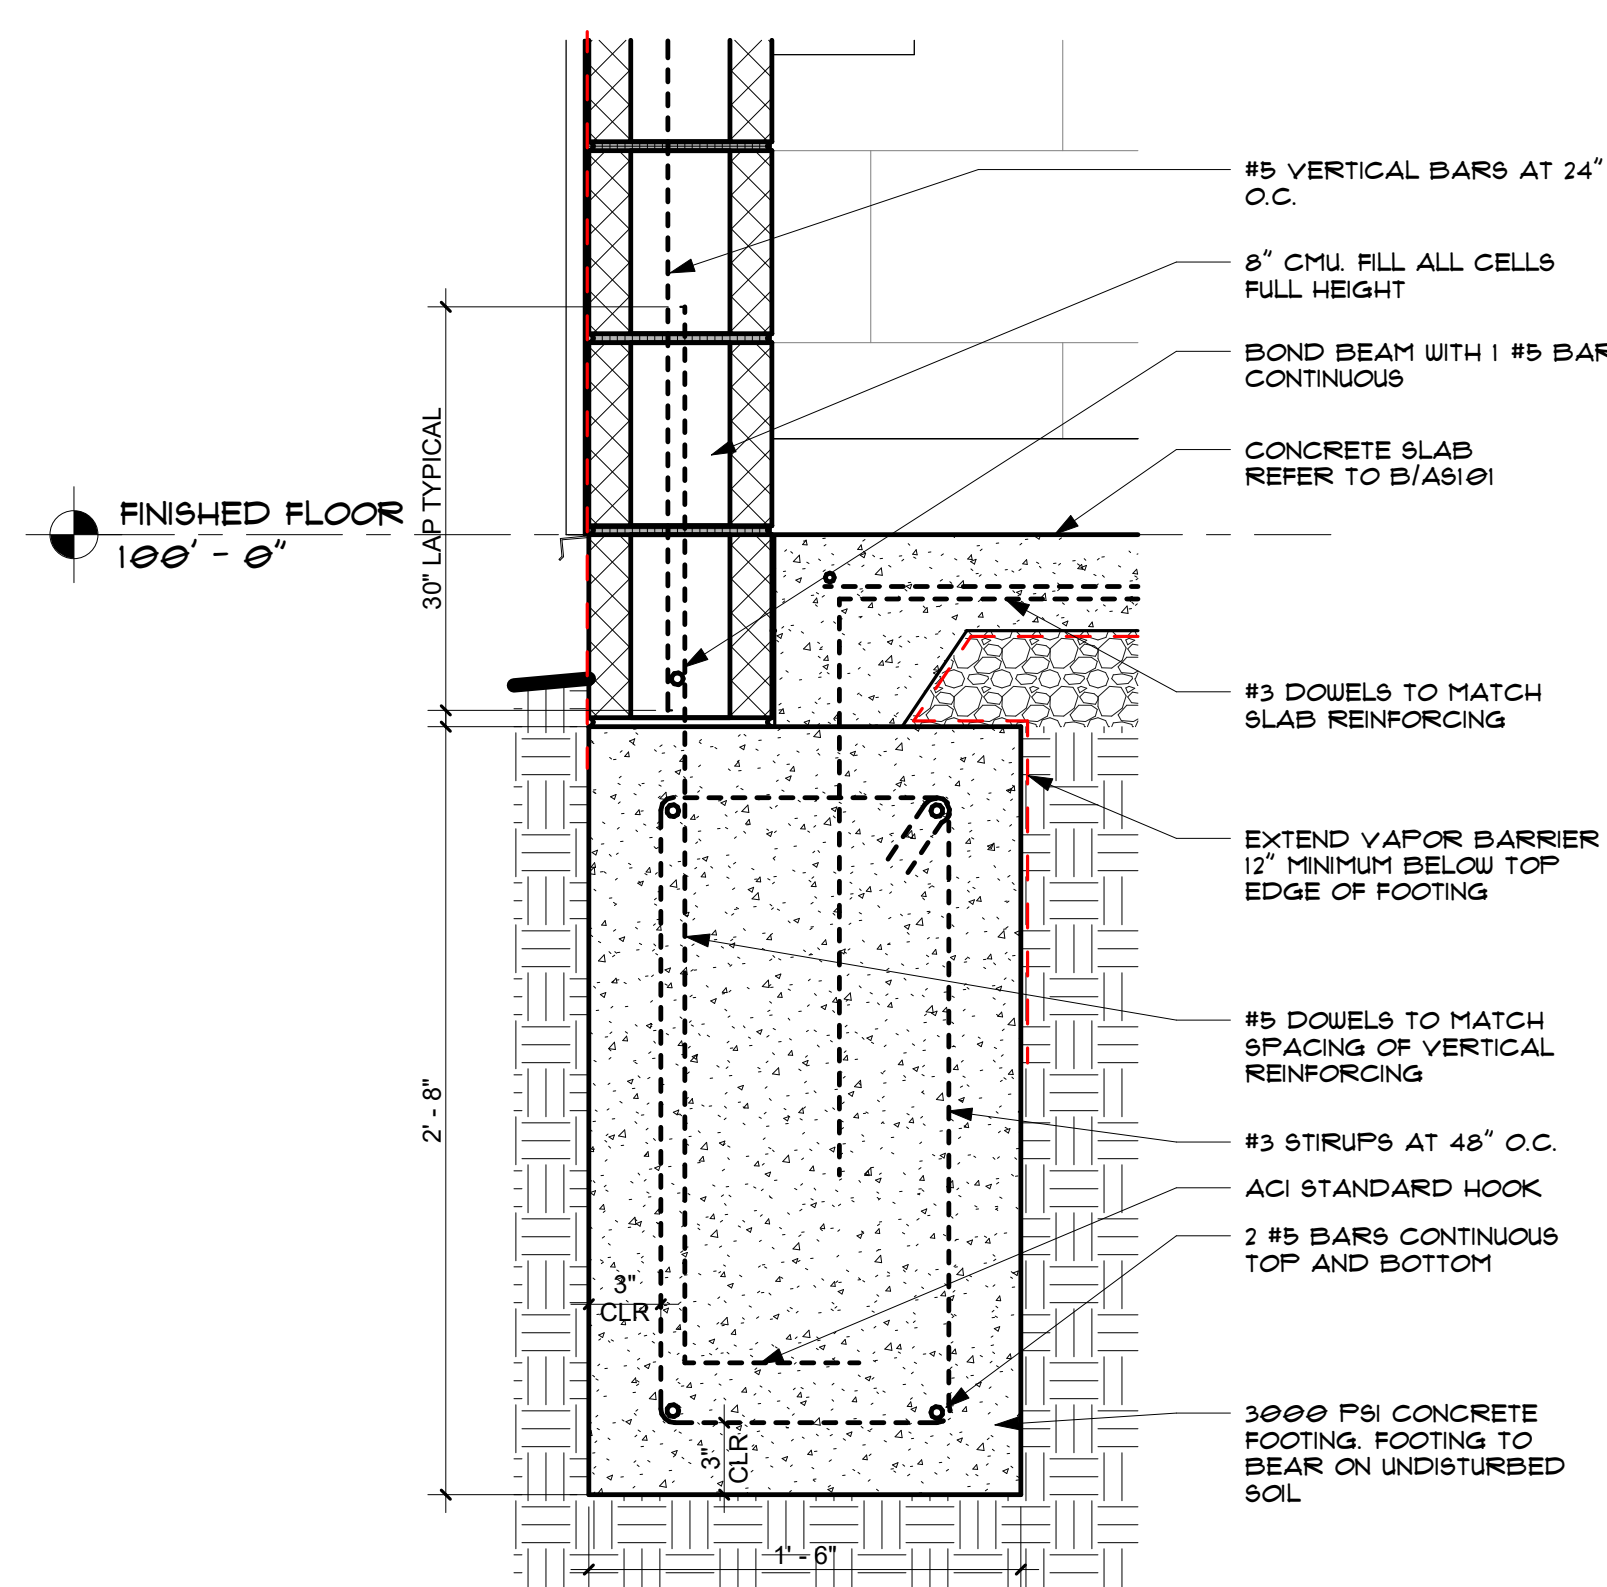 #5 VERTICAL BARS AT 24"
O.C.
8" CMU. FILL ALL CELLS
FULL HEIGHT
BOND BEAM WITH 1 #5 BAR
CONTINUOUS
CONCRETE SLAB
REFER TO B/AS101
FINISHED FLOOR
100' - 0"
30" LAP TYPICAL
#3 DOWELS TO MATCH
SLAB REINFORCING
EXTEND VAPOR BARRIER
12" MINIMUM BELOW TOP
EDGE OF FOOTING
#5 DOWELS TO MATCH
SPACING OF VERTICAL
REINFORCING
2' - 8"
#3 STIRUPS AT 48" O.C.
ACI STANDARD HOOK
2 #5 BARS CONTINUOUS
TOP AND BOTTOM
3"
CLR
3"
CLR
3000 PSI CONCRETE
FOOTING. FOOTING TO
BEAR ON UNDISTURBED
SOIL
1' - 6"